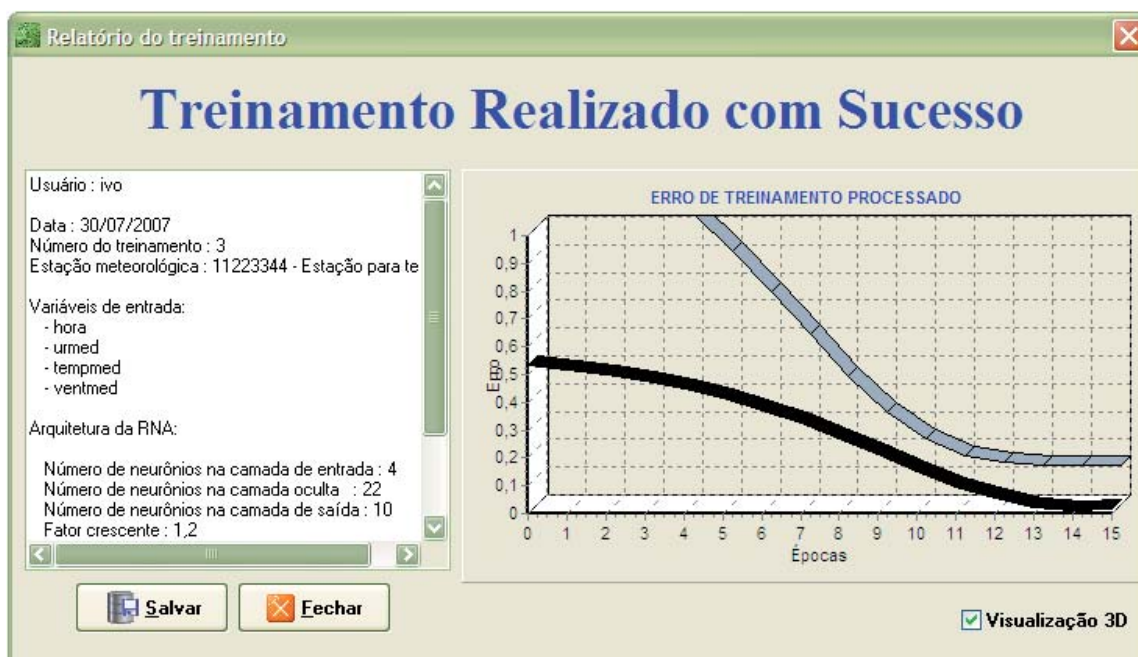 Relatório do treinamento
Treinamento Realizado com Sucesso
Usuário : ivo
Data : 30/07/2007
Número do treinamento : 3
Estação meteorológica : 11223344 - Estação para te
Variáveis de entrada:
- hora
- urmed
- tempmed
- ventmed
Arquitetura da RNA:
Número de neurônios na camada de entrada : 4
Número de neurônios na camada oculta : 22
Número de neurônios na camada de saída : 10
Fator crescente : 1,2
Salvar
Fechar
ERRO DE TREINAMENTO PROCESSADO
1
0,9
0,8
0,7
0,6
0,5
0,4
0,3
0,2
0,1
0
Erro
0 1 2 3 4 5 6 7 8 9 10 11 12 13 14 15
Épocas
Visualização 3D